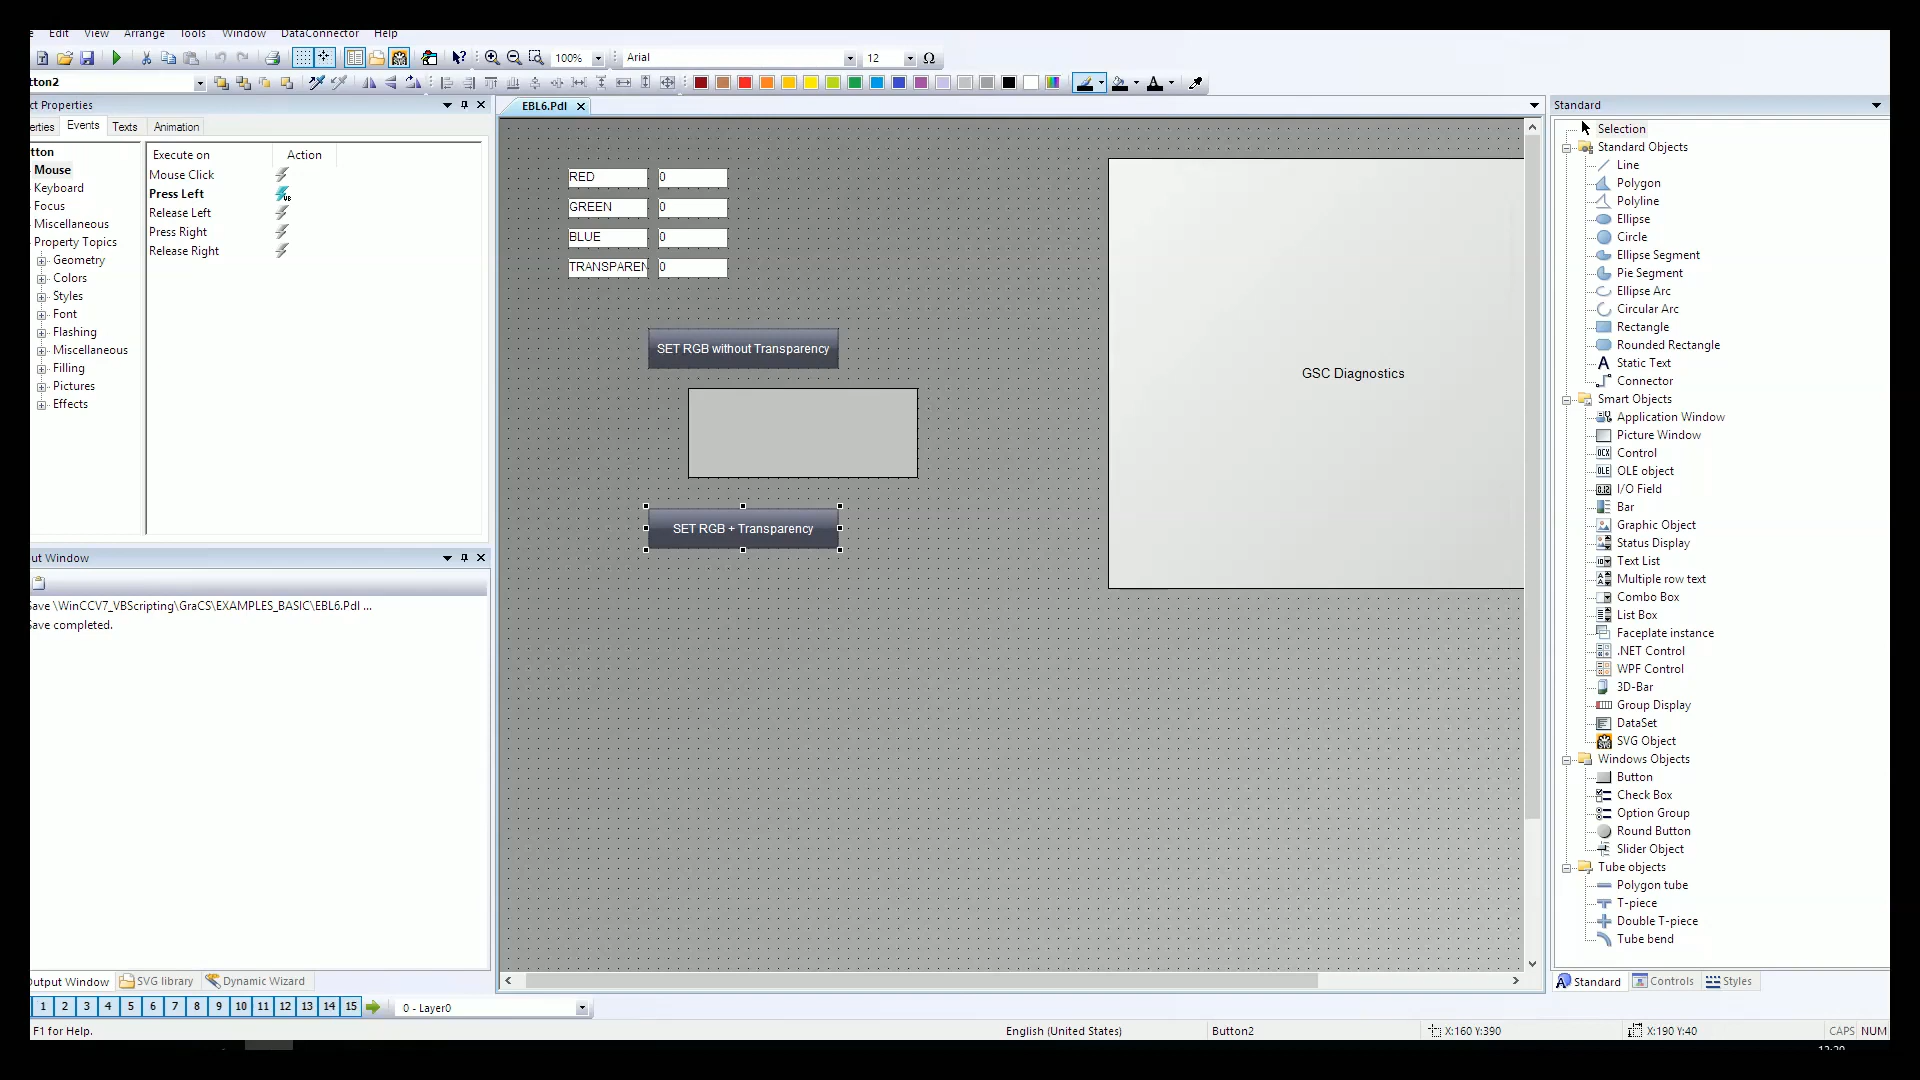 Edit View Arrange Tools Window DataConnector Help
100% Arial 12
tton2
ct Properties
EBL6.Pdl
Standard
erties Events Texts Animation
tton
Mouse
Keyboard
Focus
Miscellaneous
Property Topics
Geometry
Colors
Styles
Font
Flashing
Miscellaneous
Filling
Pictures
Effects
Execute on Action
Mouse Click
Press Left
Release Left
Press Right
Release Right
ut Window
Save \WinCCV7_VBScripting\GraCS\EXAMPLES_BASIC\EBL6.Pdl ...
Save completed.
Output Window SVG library Dynamic Wizard
RED 0
GREEN 0
BLUE 0
TRANSPAREN 0
SET RGB without Transparency
SET RGB + Transparency
GSC Diagnostics
Selection
Standard Objects
Line
Polygon
Polyline
Ellipse
Circle
Ellipse Segment
Pie Segment
Ellipse Arc
Circular Arc
Rectangle
Rounded Rectangle
Static Text
Connector
Smart Objects
Application Window
Picture Window
Control
OLE object
I/O Field
Bar
Graphic Object
Status Display
Text List
Multiple row text
Combo Box
List Box
Faceplate instance
.NET Control
WPF Control
3D-Bar
Group Display
DataSet
SVG Object
Windows Objects
Button
Check Box
Option Group
Round Button
Slider Object
Tube objects
Polygon tube
T-piece
Double T-piece
Tube bend
Standard Controls Styles
1 2 3 4 5 6 7 8 9 10 11 12 13 14 15 0 - Layer0
F1 for Help. English (United States) Button2 X:160 Y:390 X:190 Y:40 CAPS NUM